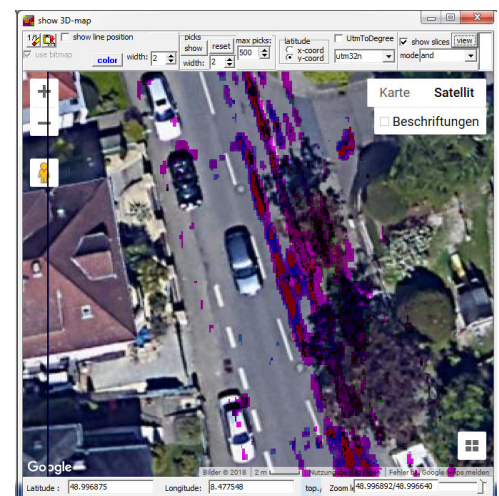 show 3D-map
1/2 show line position
use bitmap
color
width: 2
picks
show reset
width: 2
max picks:
500
latitude
x-coord
y-coord
UtmToDegree
utm32n
show slices view
mode and
Karte Satellit
Beschriftungen
Google
Bilder © 2018 2 m Fehler bei Google Maps melden
Latitude : 48.996875 Longitude: 8.477548 Zoom 48.996892/48.996640